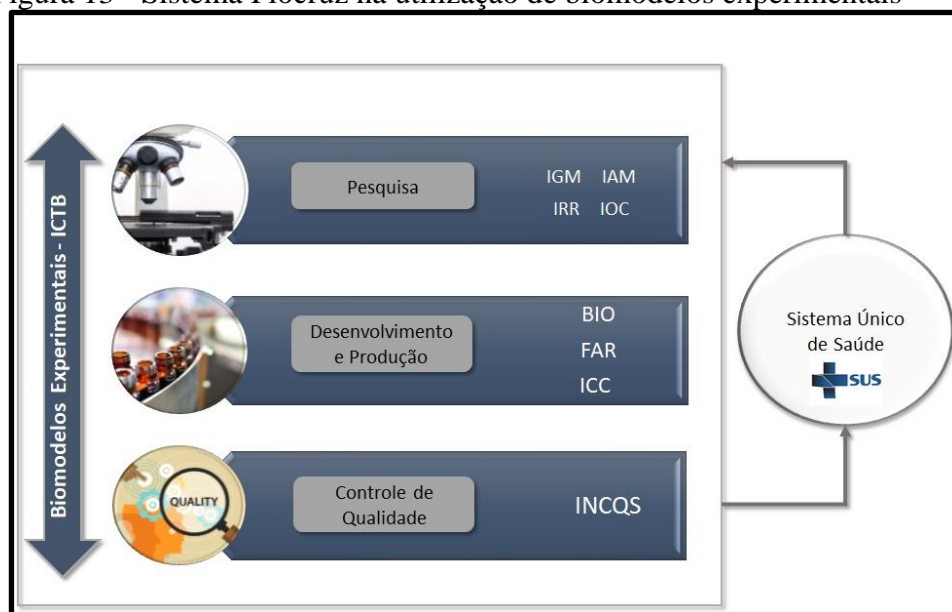 Figura 13 - Sistema Fiocruz na utilização de biomodelos experimentais
Biomodelos Experimentais - ICTB
Pesquisa
IGM IAM
IRR IOC
Desenvolvimento
e Produção
BIO
FAR
ICC
QUALITY
Controle de
Qualidade
INCQS
Sistema Único
de Saúde
SUS